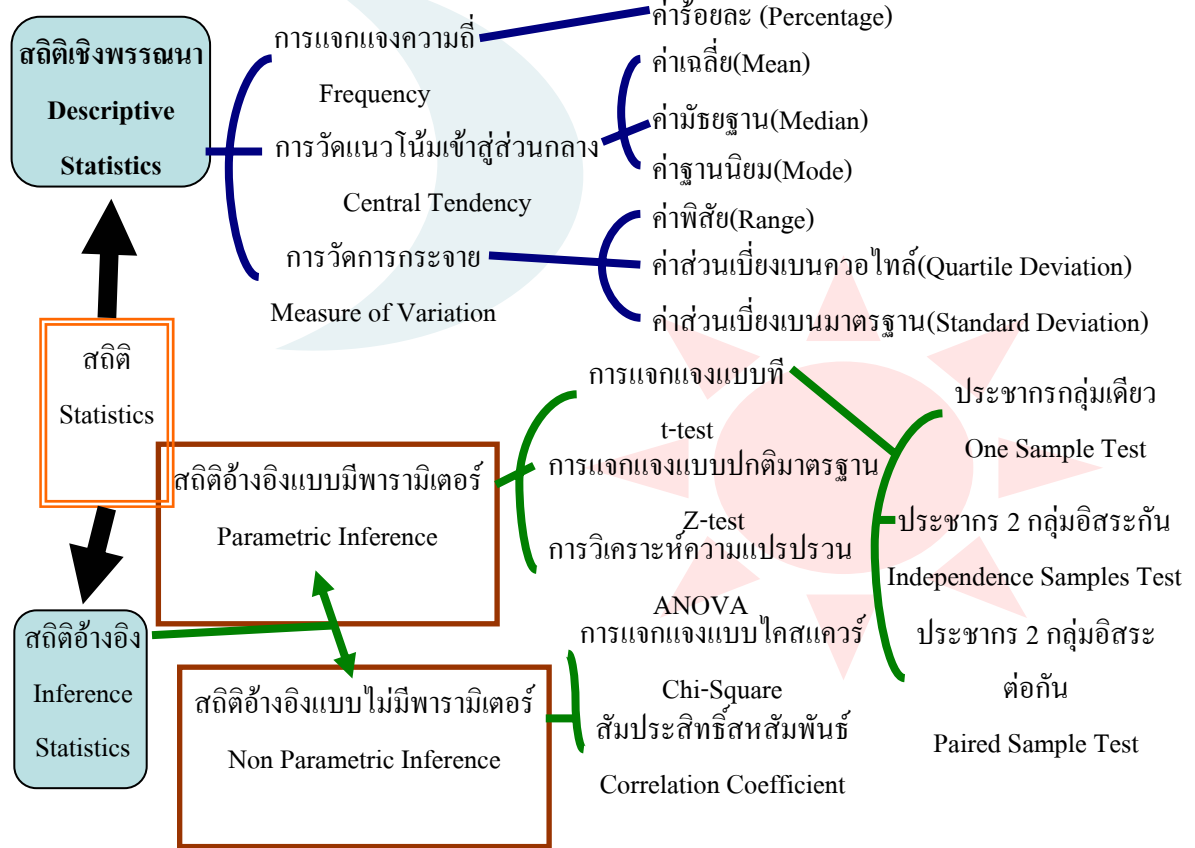 สถิติเชิงพรรณนา
Descriptive
Statistics
การแจกแจงความถี่
Frequency
การวัดแนวโน้มเข้าสู่ส่วนกลาง
Central Tendency
การวัดการกระจาย
Measure of Variation
ค่าร้อยละ (Percentage)
ค่าเฉลี่ย(Mean)
ค่ามัธยฐาน(Median)
ค่าฐานนิยม(Mode)
ค่าพิสัย(Range)
ค่าส่วนเบี่ยงเบนควอไทล์(Quartile Deviation)
ค่าส่วนเบี่ยงเบนมาตรฐาน(Standard Deviation)
สถิติ
Statistics
สถิติอ้างอิง
Inference
Statistics
สถิติอ้างอิงแบบมีพารามิเตอร์
Parametric Inference
สถิติอ้างอิงแบบไม่มีพารามิเตอร์
Non Parametric Inference
การแจกแจงแบบที
t-test
การแจกแจงแบบปกติมาตรฐาน
Z-test
การวิเคราะห์ความแปรปรวน
ANOVA
การแจกแจงแบบไคสแควร์
Chi-Square
สัมประสิทธิ์สหสัมพันธ์
Correlation Coefficient
ประชากรกลุ่มเดียว
One Sample Test
ประชากร 2 กลุ่มอิสระกัน
Independence Samples Test
ประชากร 2 กลุ่มอิสระ
ต่อกัน
Paired Sample Test